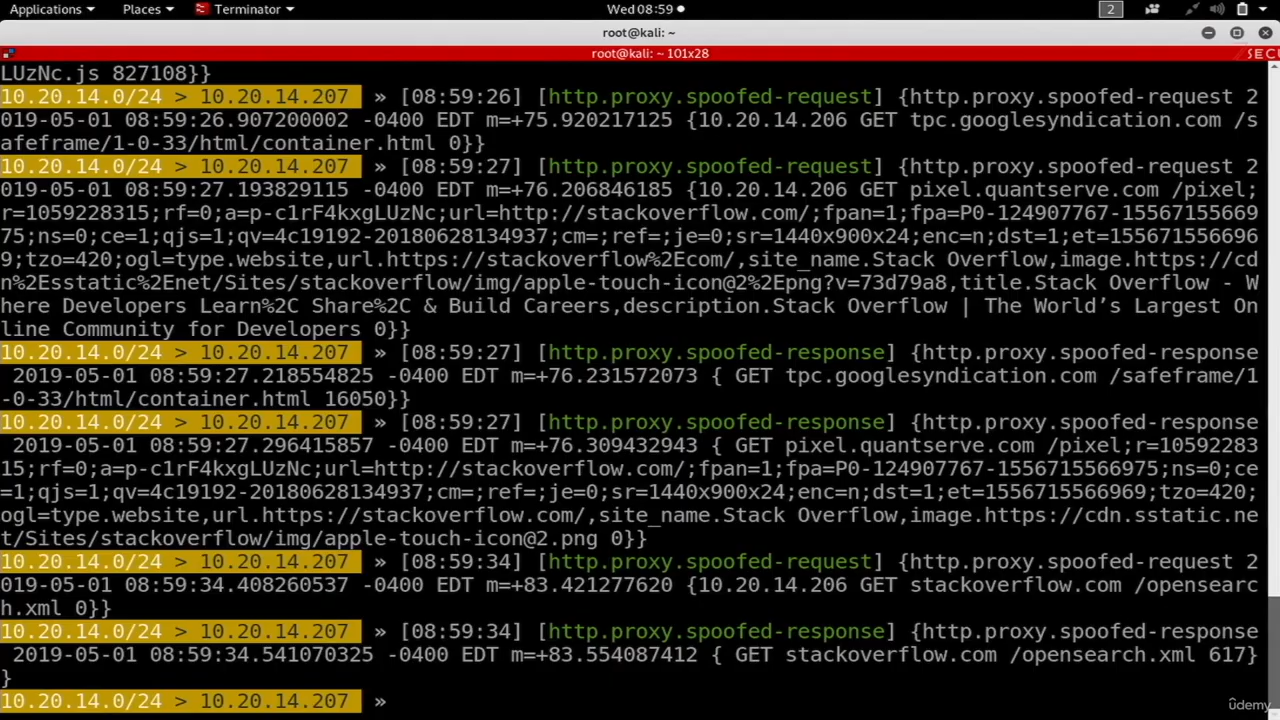 Applications Places Terminator Wed 08:59 2
root@kali: ~
root@kali: ~ 101x28
LUzNc.js 827108}}
10.20.14.0/24 > 10.20.14.207 » [08:59:26] [http.proxy.spoofed-request] {http.proxy.spoofed-request 2
019-05-01 08:59:26.907200002 -0400 EDT m=+75.920217125 {10.20.14.206 GET tpc.googlesyndication.com /s
afeframe/1-0-33/html/container.html 0}}
10.20.14.0/24 > 10.20.14.207 » [08:59:27] [http.proxy.spoofed-request] {http.proxy.spoofed-request 2
019-05-01 08:59:27.193829115 -0400 EDT m=+76.206846185 {10.20.14.206 GET pixel.quantserve.com /pixel;
r=1059228315;rf=0;a=p-c1rF4kxgLUzNc;url=http://stackoverflow.com/;fpan=1;fpa=P0-124907767-15567155669
75;ns=0;ce=1;qjs=1;qv=4c19192-20180628134937;cm=;ref=;je=0;sr=1440x900x24;enc=n;dst=1;et=155671556696
9;tzo=420;ogl=type.website,url.https://stackoverflow%2Ecom/,site_name.Stack Overflow,image.https://cd
n%2Esstatic%2Enet/Sites/stackoverflow/img/apple-touch-icon@2%2Epng?v=73d79a8,title.Stack Overflow - W
here Developers Learn%2C Share%2C & Build Careers,description.Stack Overflow | The World’s Largest On
line Community for Developers 0}}
10.20.14.0/24 > 10.20.14.207 » [08:59:27] [http.proxy.spoofed-response] {http.proxy.spoofed-response
2019-05-01 08:59:27.218554825 -0400 EDT m=+76.231572073 { GET tpc.googlesyndication.com /safeframe/1
-0-33/html/container.html 16050}}
10.20.14.0/24 > 10.20.14.207 » [08:59:27] [http.proxy.spoofed-response] {http.proxy.spoofed-response
2019-05-01 08:59:27.296415857 -0400 EDT m=+76.309432943 { GET pixel.quantserve.com /pixel;r=10592283
15;rf=0;a=p-c1rF4kxgLUzNc;url=http://stackoverflow.com/;fpan=1;fpa=P0-124907767-1556715566975;ns=0;ce
=1;qjs=1;qv=4c19192-20180628134937;cm=;ref=;je=0;sr=1440x900x24;enc=n;dst=1;et=1556715566969;tzo=420;
ogl=type.website,url.https://stackoverflow.com/,site_name.Stack Overflow,image.https://cdn.sstatic.ne
t/Sites/stackoverflow/img/apple-touch-icon@2.png 0}}
10.20.14.0/24 > 10.20.14.207 » [08:59:34] [http.proxy.spoofed-request] {http.proxy.spoofed-request 2
019-05-01 08:59:34.408260537 -0400 EDT m=+83.421277620 {10.20.14.206 GET stackoverflow.com /opensearc
h.xml 0}}
10.20.14.0/24 > 10.20.14.207 » [08:59:34] [http.proxy.spoofed-response] {http.proxy.spoofed-response
2019-05-01 08:59:34.541070325 -0400 EDT m=+83.554087412 { GET stackoverflow.com /opensearch.xml 617}
}
10.20.14.0/24 > 10.20.14.207 »
udemy